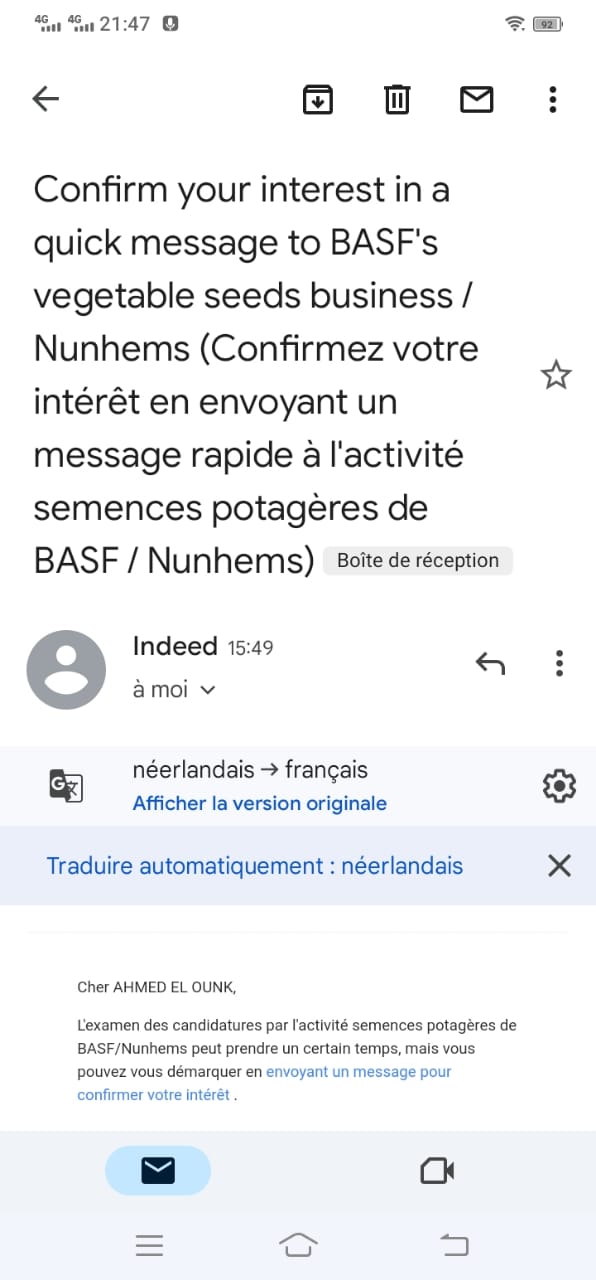 4G 4G 21:47 92
Confirm your interest in a
quick message to BASF's
vegetable seeds business /
Nunhems (Confirmez votre
intérêt en envoyant un
message rapide à l'activité
semences potagères de
BASF / Nunhems) Boîte de réception
Indeed 15:49
à moi
néerlandais → français
Afficher la version originale
Traduire automatiquement : néerlandais
Cher AHMED EL OUNK,
L'examen des candidatures par l'activité semences potagères de
BASF/Nunhems peut prendre un certain temps, mais vous
pouvez vous démarquer en envoyant un message pour
confirmer votre intérêt .